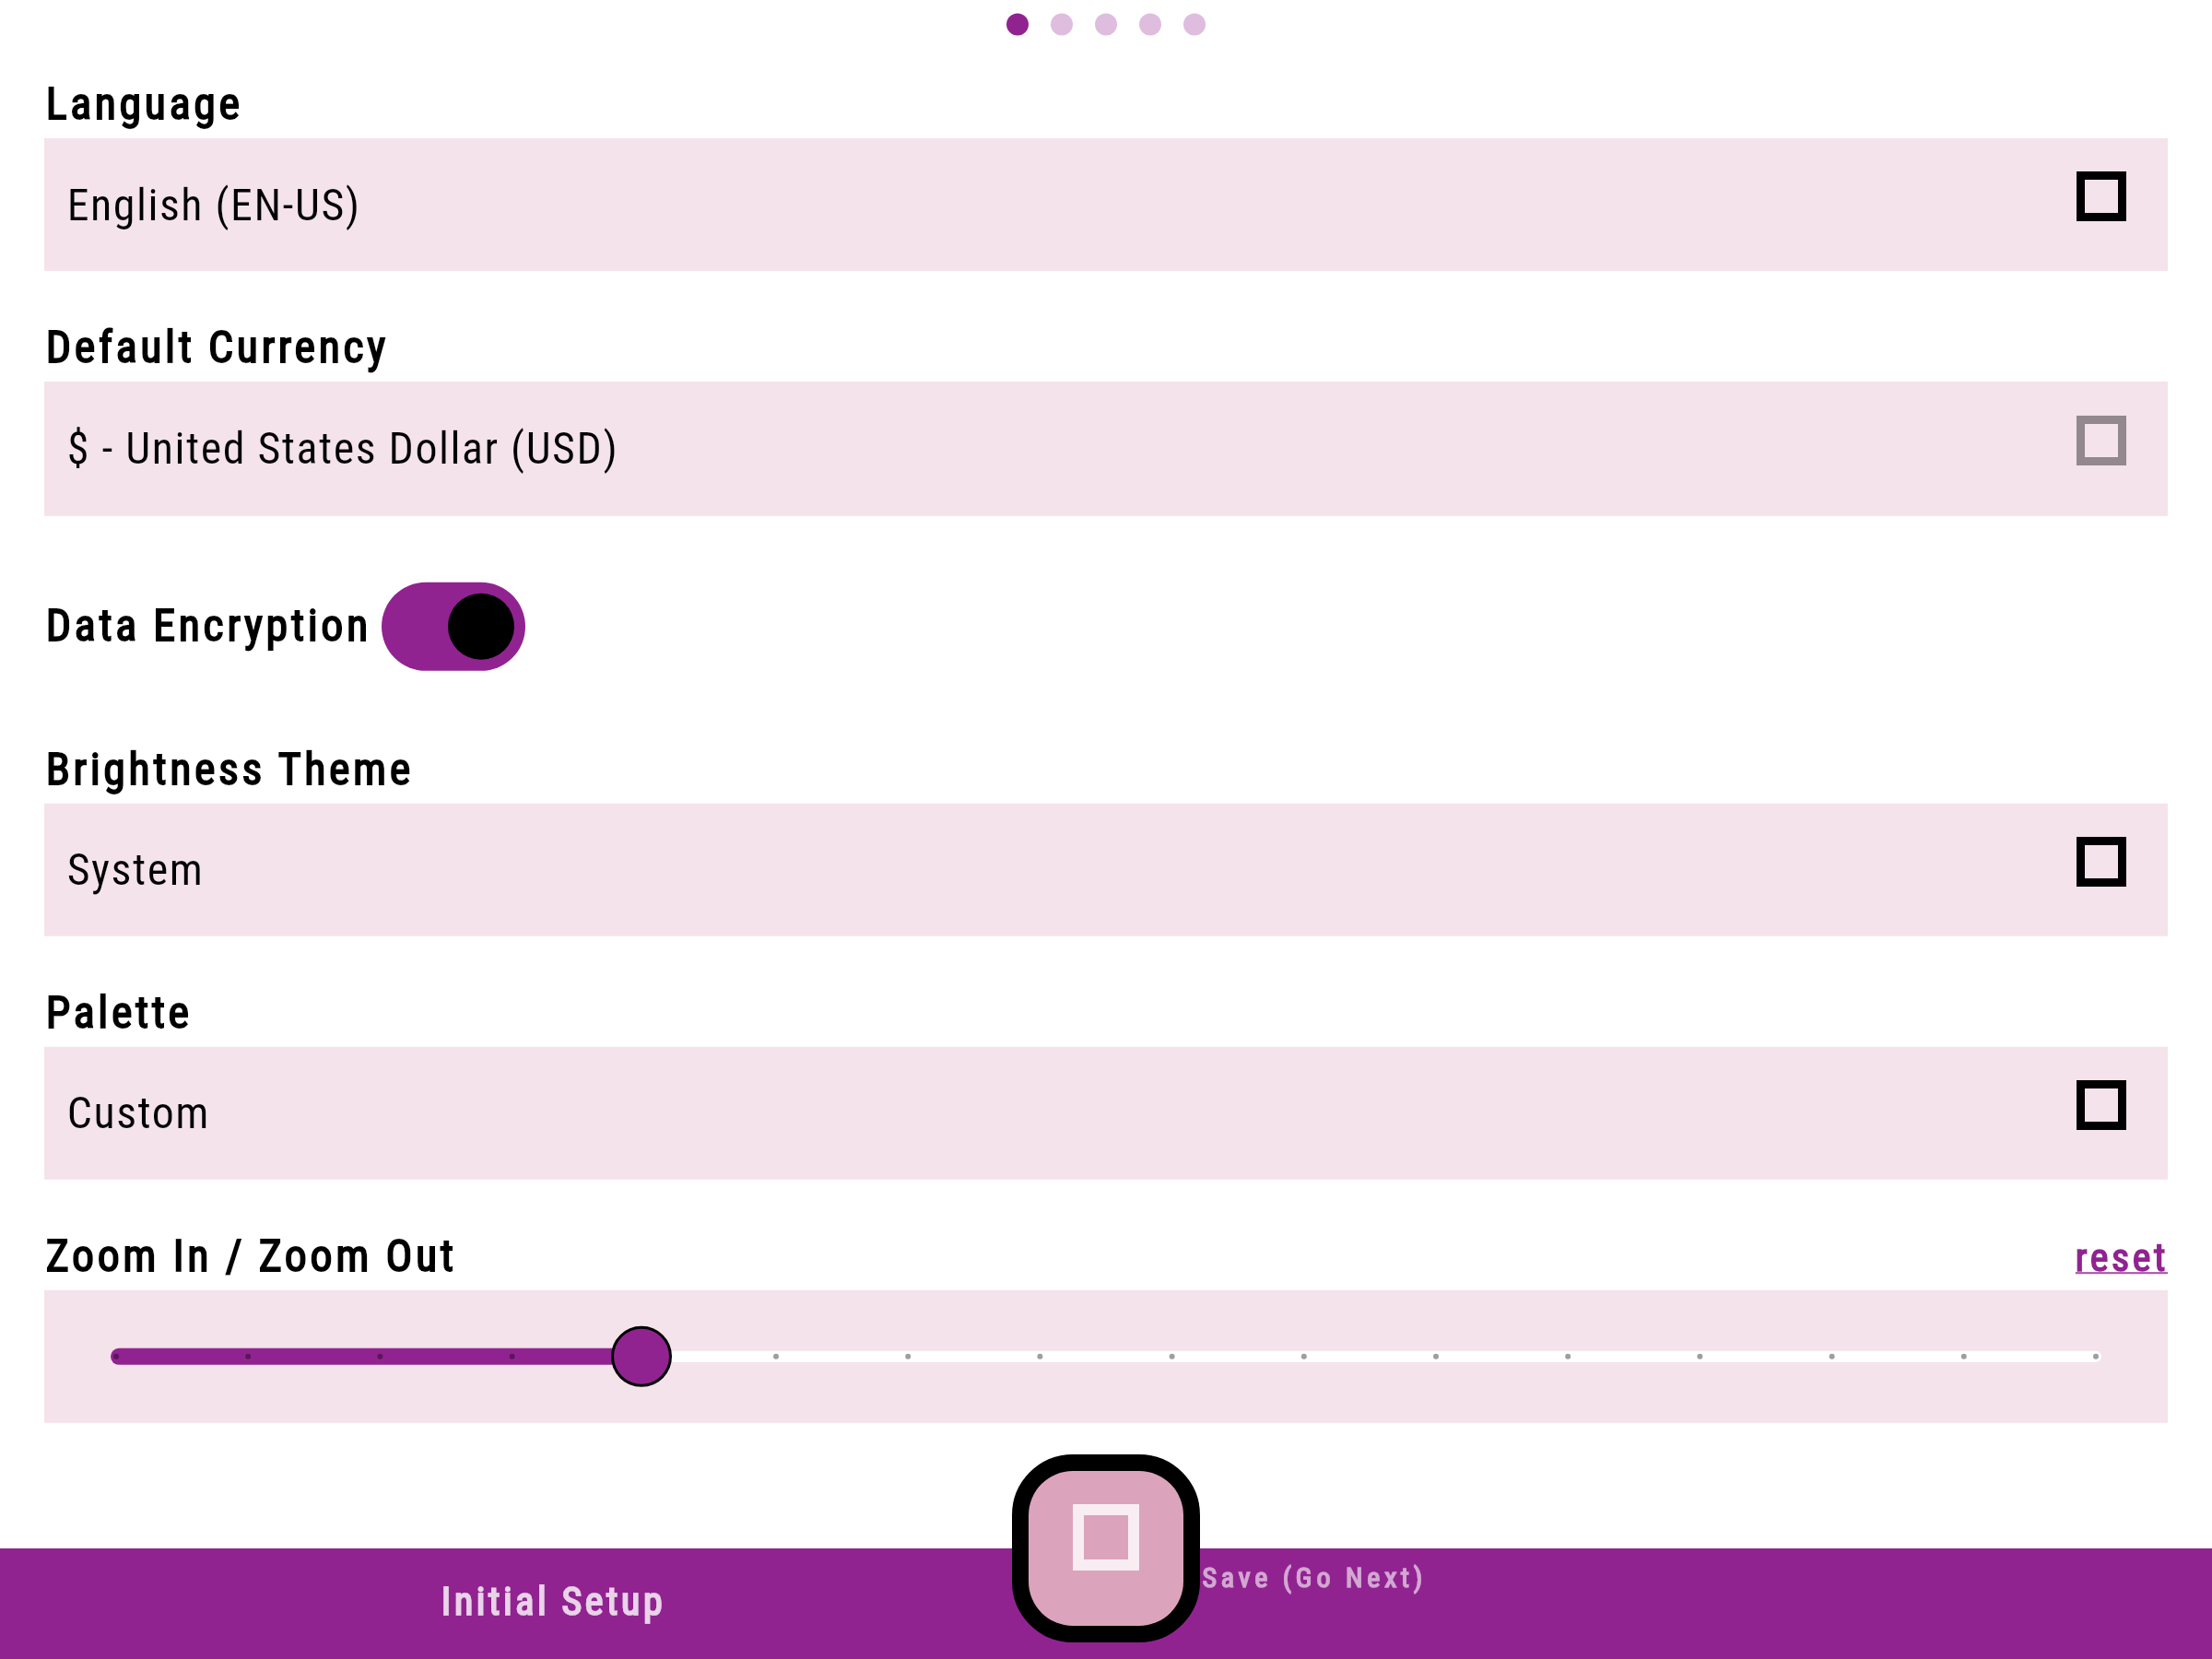 Language
English (EN-US)
Default Currency
$ - United States Dollar (USD)
Data Encryption
Brightness Theme
System
Palette
Custom
Zoom In / Zoom Out
reset
Initial Setup
Save (Go Next)